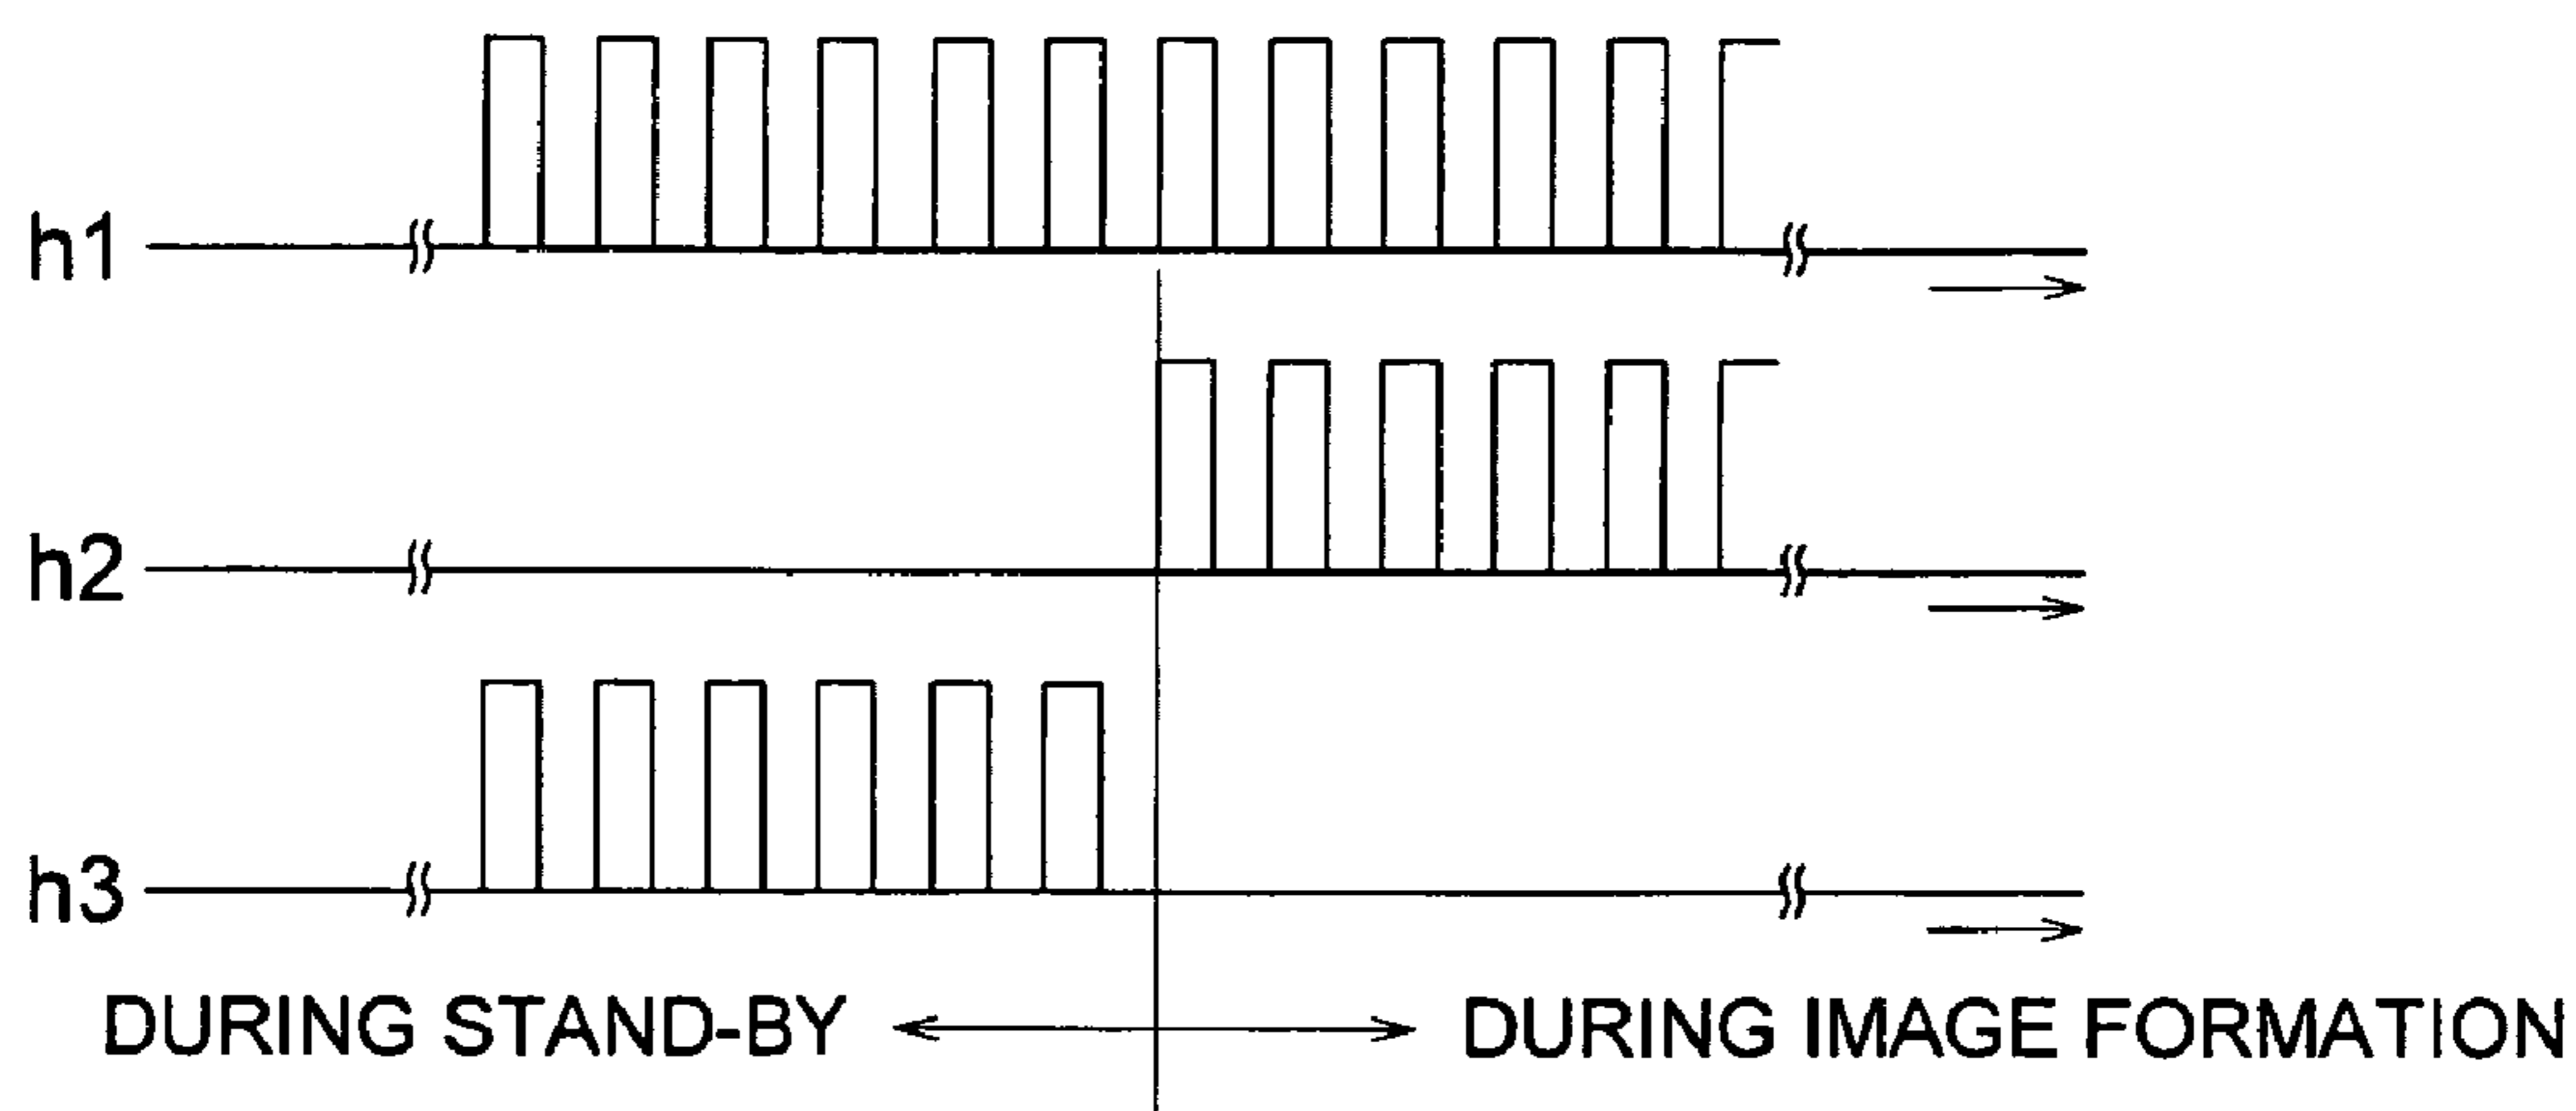 h1
h2
h3
DURING STAND-BY
DURING IMAGE FORMATION